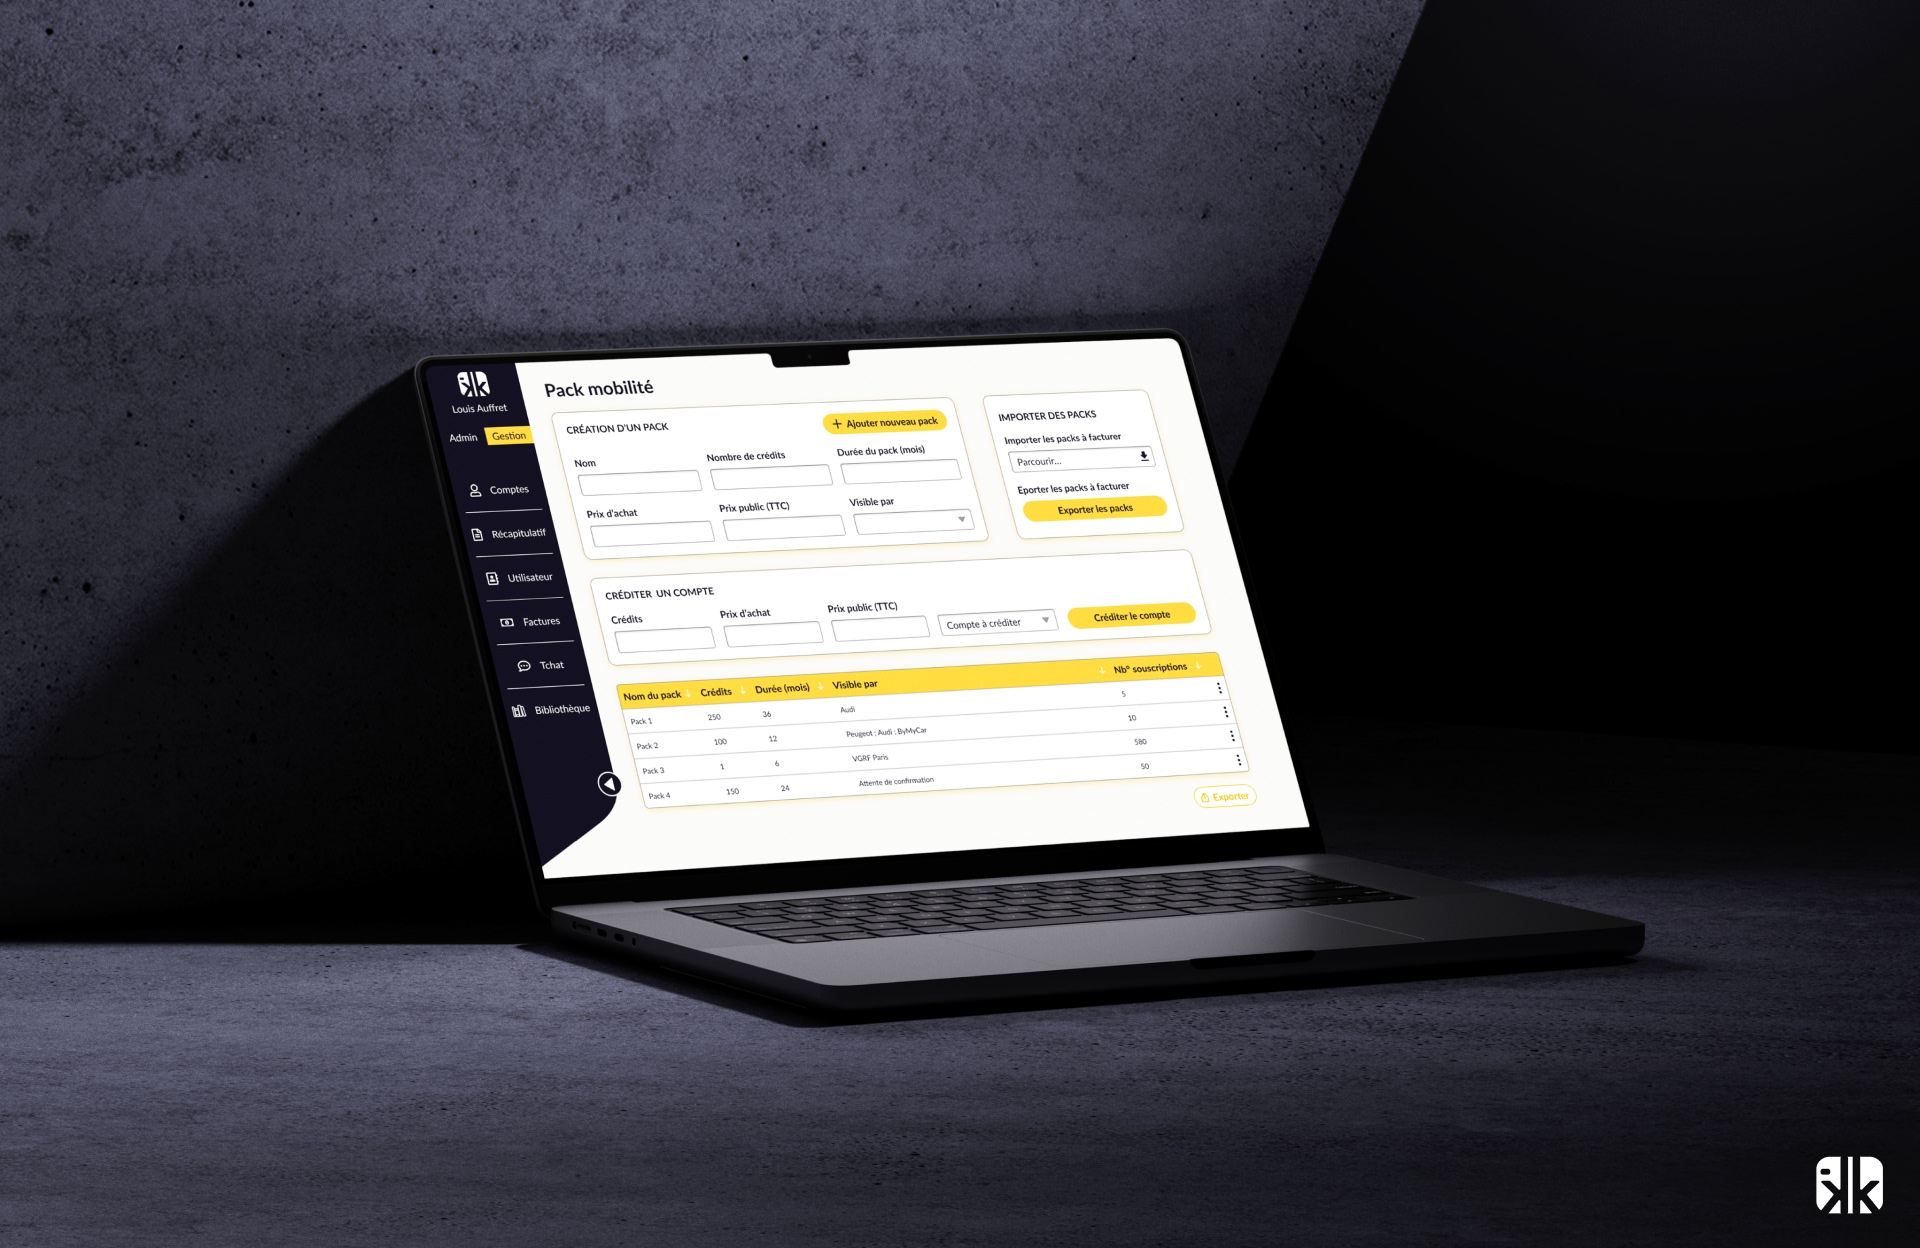 Louis Auffret
Admin Gestion
Comptes
Récapitulatif
Utilisateur
Factures
Tchat
Bibliothèque
Pack mobilité
CRÉATION D'UN PACK
+ Ajouter nouveau pack
Nom
Nombre de crédits
Durée du pack (mois)
Prix d'achat
Prix public (TTC)
Visible par
IMPORTER DES PACKS
Importer les packs à facturer
Parcourir...
Eporter les packs à facturer
Exporter les packs
CRÉDITER UN COMPTE
Crédits
Prix d'achat
Prix public (TTC)
Compte à créditer
Créditer le compte
Nom du pack Crédits Durée (mois) Visible par Nb° souscriptions
Pack 1 250 36 Audi 5
Pack 2 100 12 Peugeot ; Audi ; ByMyCar 10
Pack 3 1 6 VGRF Paris 580
Pack 4 150 24 Attente de confirmation 50
Exporter